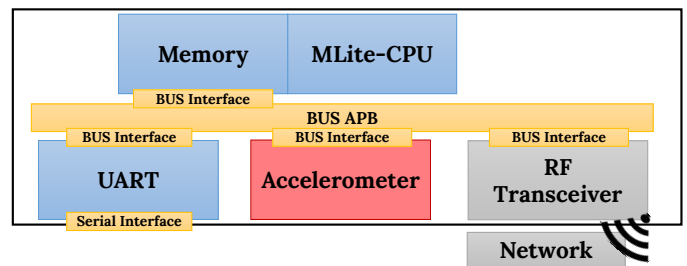 Memory MLite-CPU
BUS Interface
BUS APB
BUS Interface BUS Interface BUS Interface
UART Accelerometer RF Transceiver
Serial Interface
Network